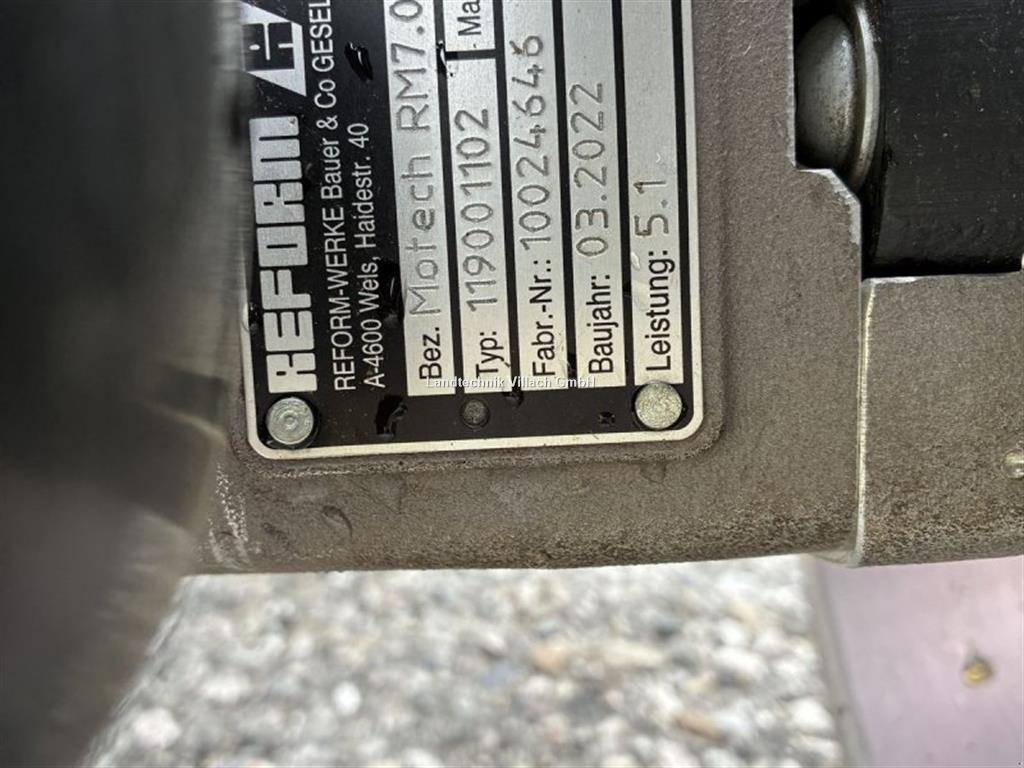 REFORM
REFORM-WERKE Bauer & Co GESEL
A-4600 Wels, Haidestr. 40
Bez. Motech RM7.0
Typ: 119001102 Ma
Fabr.-Nr.: 10024646
Baujahr: 03.2022
Leistung: 5.1
Landtechnik Villach GmbH